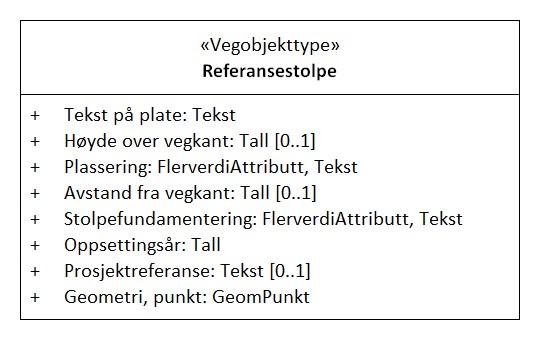 «Vegobjekttype»
Referansestolpe
+ Tekst på plate: Tekst
+ Høyde over vegkant: Tall [0..1]
+ Plassering: FlerverdiAttributt, Tekst
+ Avstand fra vegkant: Tall [0..1]
+ Stolpefundamentering: FlerverdiAttributt, Tekst
+ Oppsettingsår: Tall
+ Prosjektreferanse: Tekst [0..1]
+ Geometri, punkt: GeomPunkt